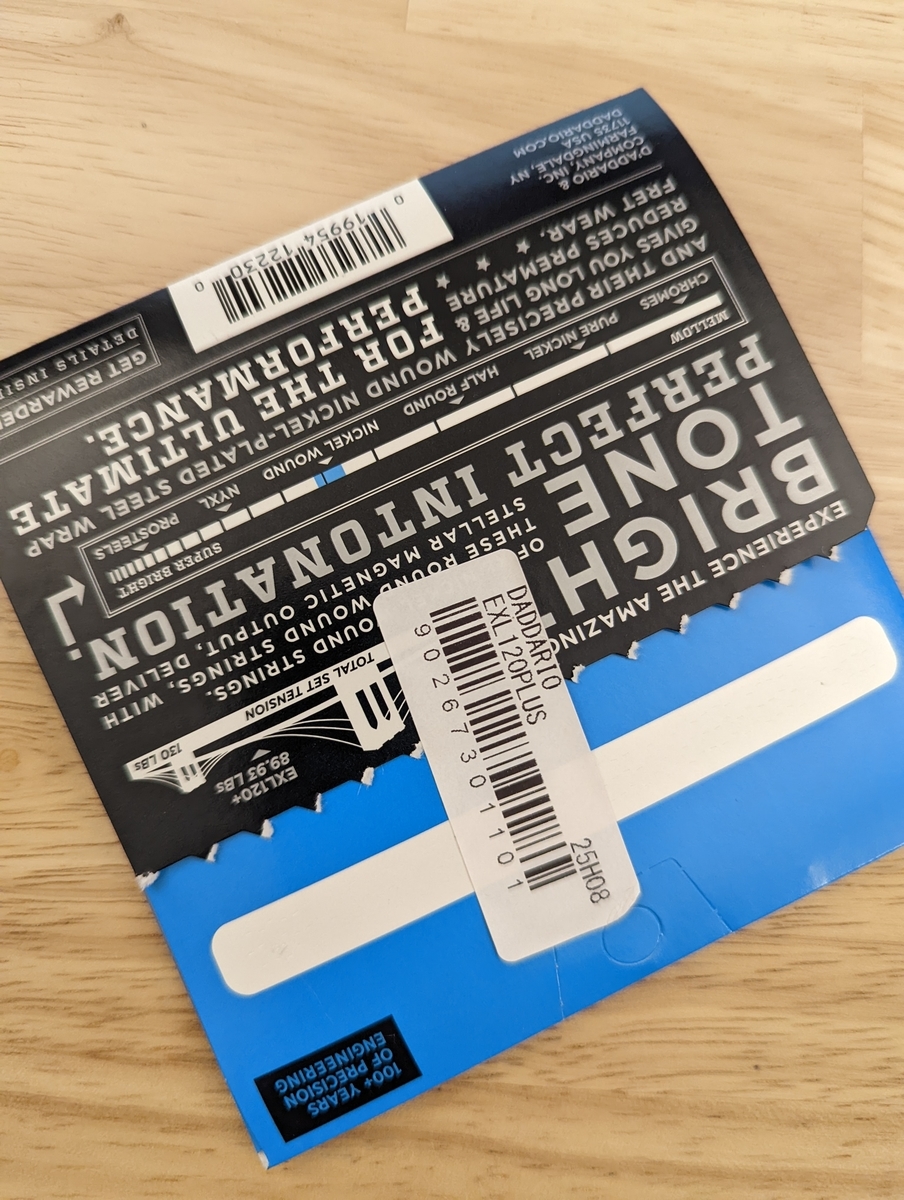 100+ YEARS
OF PRECISION
ENGINEERING
DADDARIO
EXL120PLUS
90267301101
25H08
EXPERIENCE THE AMAZING
BRIGHT
TONE
OF STRINGS.
THESE ROUND WOUND STRINGS, WITH
STELLAR MAGNETIC OUTPUT, DELIVER
EXL120+
89.93 LBs
130 LBs
TOTAL SET TENSION
PERFECT INTONATION.
MELLOW
SUPER BRIGHT
CHROMES
PURE NICKEL
HALF ROUND
NICKEL WOUND
NYXL
PROSTEELS
AND THEIR PRECISELY WOUND NICKEL-PLATED STEEL WRAP
GIVES YOU LONG LIFE &
REDUCES PREMATURE
FRET WEAR,
FOR THE ULTIMATE
PERFORMANCE.
D'ADDARIO &
COMPANY, INC.
FARMINGDALE, NY
11735 USA
DADDARIO.COM
0 19954 12230 0
GET REWARDED
DETAILS